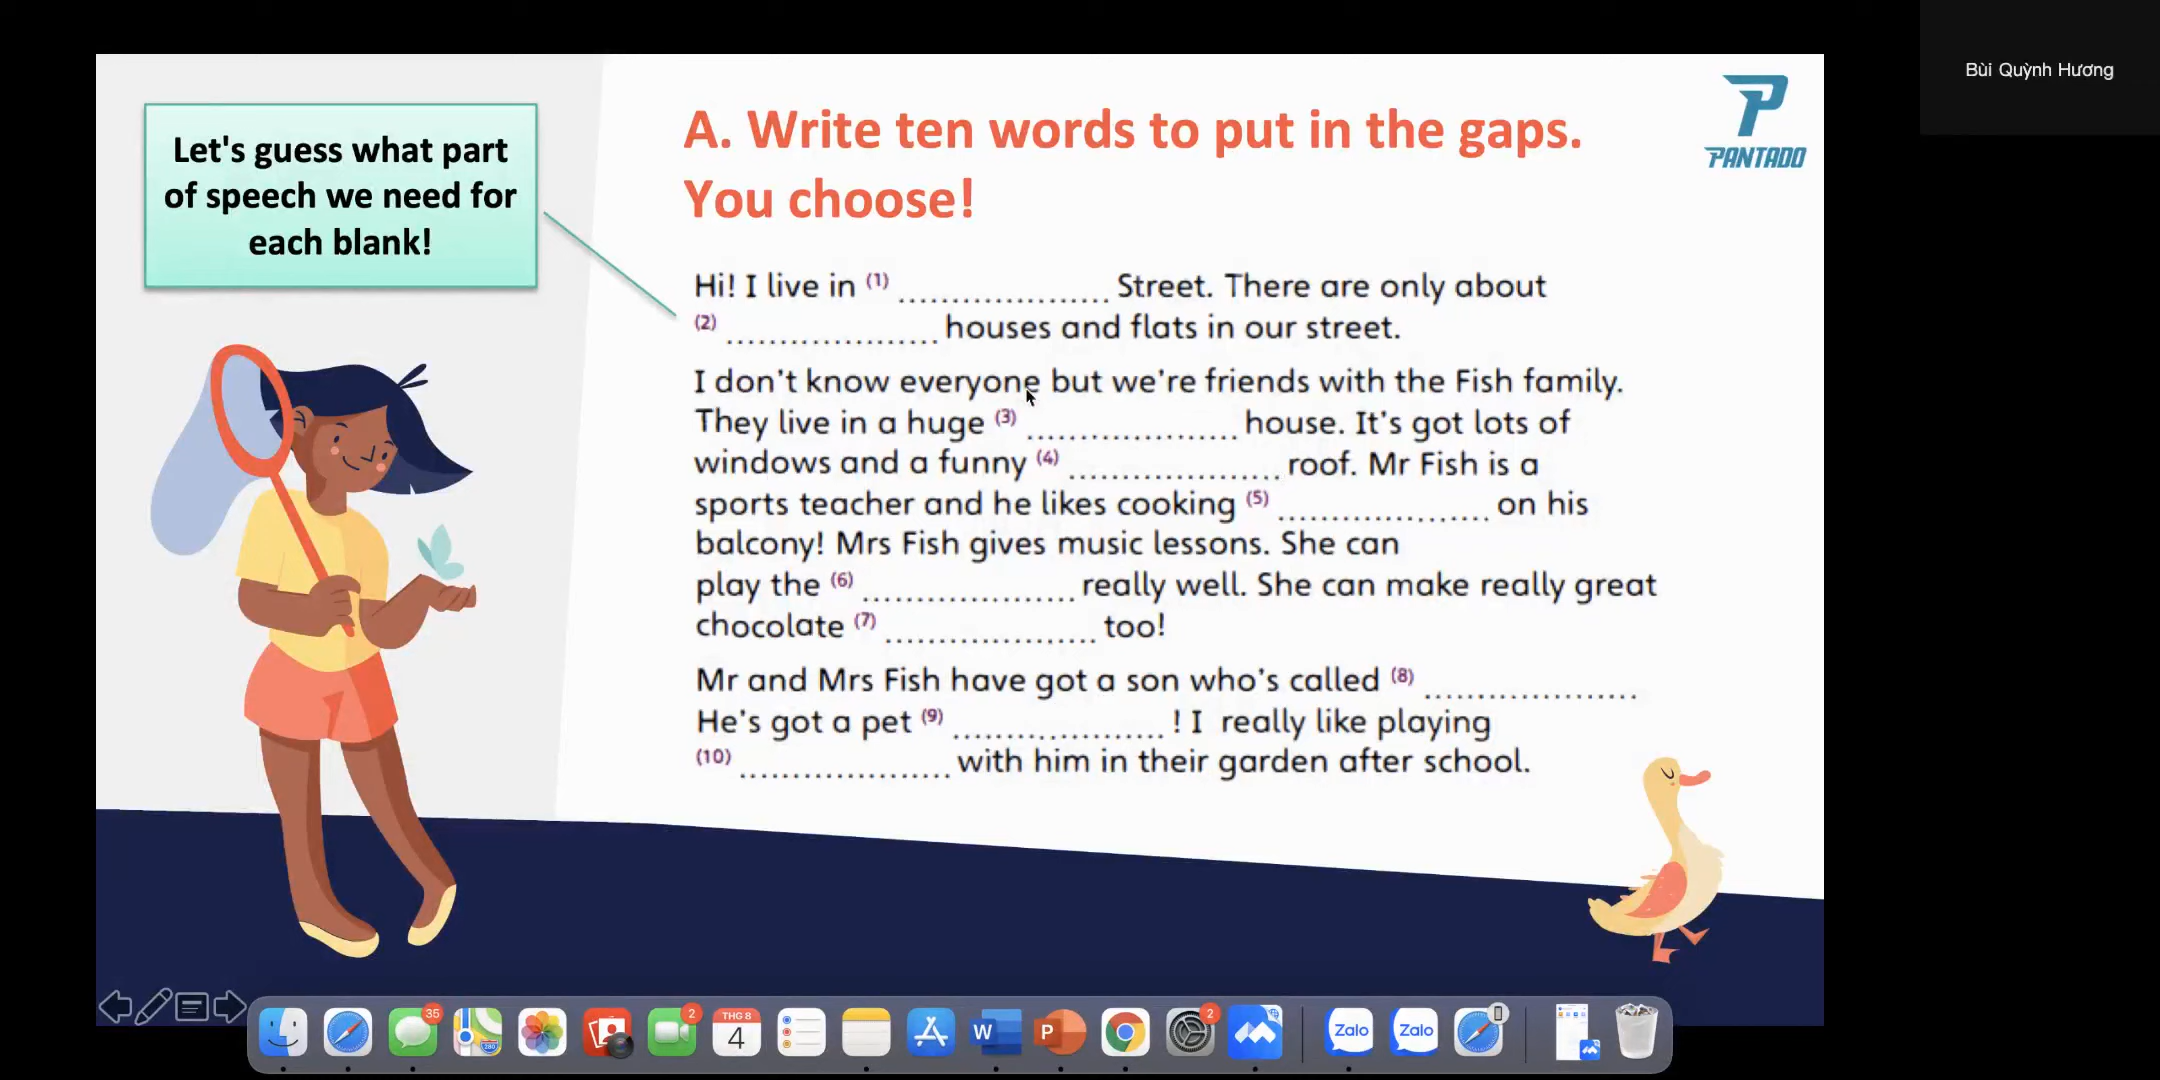 Bùi Quỳnh Hương
PANTADO
Let's guess what part
of speech we need for
each blank!
A. Write ten words to put in the gaps.
You choose!
Hi! I live in (1) .................... Street. There are only about
(2) .................... houses and flats in our street.
I don't know everyone but we're friends with the Fish family.
They live in a huge (3) .................... house. It's got lots of
windows and a funny (4) .................... roof. Mr Fish is a
sports teacher and he likes cooking (5) .................... on his
balcony! Mrs Fish gives music lessons. She can
play the (6) .................... really well. She can make really great
chocolate (7) .................... too!
Mr and Mrs Fish have got a son who's called (8) ....................
He's got a pet (9) .................... ! I really like playing
(10) .................... with him in their garden after school.
35
280
2
THG 8
4
W
P
2
Zalo
Zalo